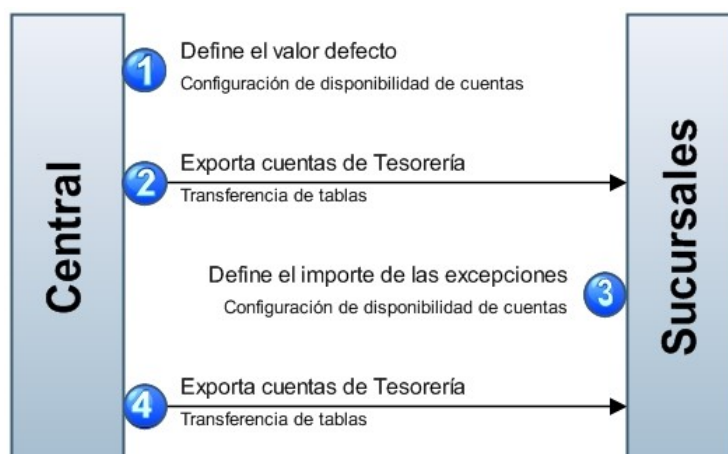 Central
Sucursales
1
Define el valor defecto
Configuración de disponibilidad de cuentas
2
Exporta cuentas de Tesorería
Transferencia de tablas
Define el importe de las excepciones
3
Configuración de disponibilidad de cuentas
4
Exporta cuentas de Tesorería
Transferencia de tablas